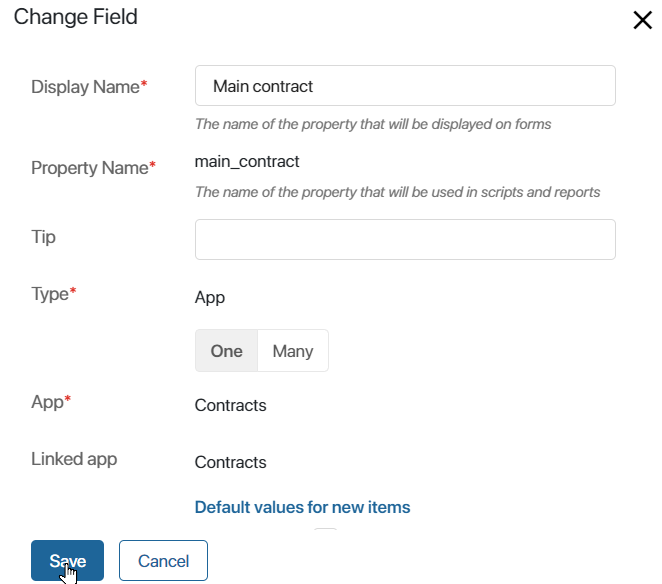 Change Field
Display Name*
Main contract
The name of the property that will be displayed on forms
Property Name*
main_contract
The name of the property that will be used in scripts and reports
Tip
Type*
App
One Many
App*
Contracts
Linked app
Contracts
Default values for new items
Save Cancel